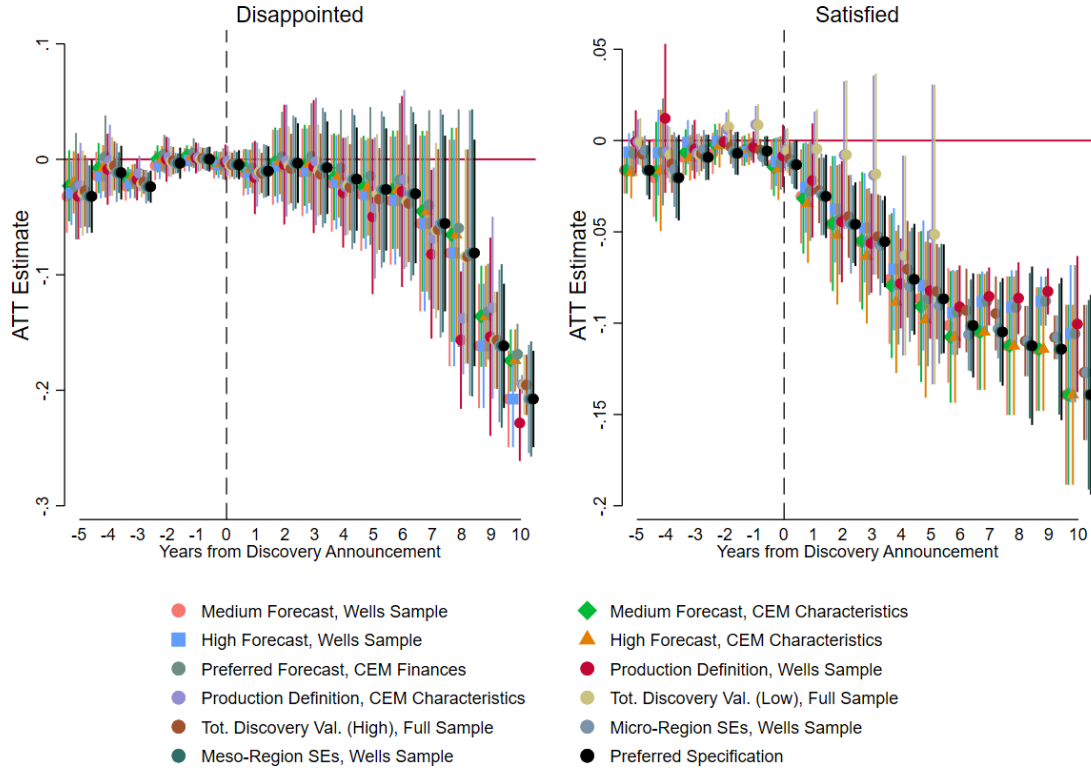 Disappointed
Satisfied
.1
0
-.1
-.2
-.3
ATT Estimate
-5 -4 -3 -2 -1 0 1 2 3 4 5 6 7 8 9 10
Years from Discovery Announcement
.05
0
-.05
-.1
-.15
-.2
ATT Estimate
-5 -4 -3 -2 -1 0 1 2 3 4 5 6 7 8 9 10
Years from Discovery Announcement
Medium Forecast, Wells Sample
Medium Forecast, CEM Characteristics
High Forecast, Wells Sample
High Forecast, CEM Characteristics
Preferred Forecast, CEM Finances
Production Definition, Wells Sample
Production Definition, CEM Characteristics
Tot. Discovery Val. (Low), Full Sample
Tot. Discovery Val. (High), Full Sample
Micro-Region SEs, Wells Sample
Meso-Region SEs, Wells Sample
Preferred Specification